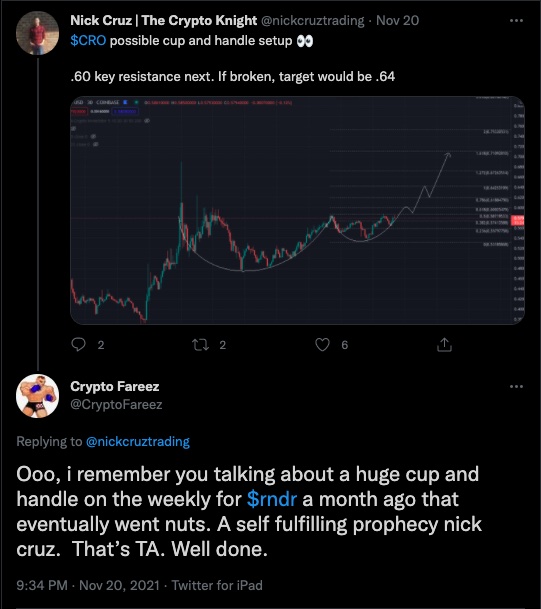 Nick Cruz | The Crypto Knight @nickcruztrading · Nov 20
$CRO possible cup and handle setup 👀
.60 key resistance next. If broken, target would be .64
2
2
6
Crypto Fareez
@CryptoFareez
Replying to @nickcruztrading
Ooo, i remember you talking about a huge cup and
handle on the weekly for $rndr a month ago that
eventually went nuts. A self fulfilling prophecy nick
cruz.  That’s TA. Well done.
9:34 PM · Nov 20, 2021 · Twitter for iPad